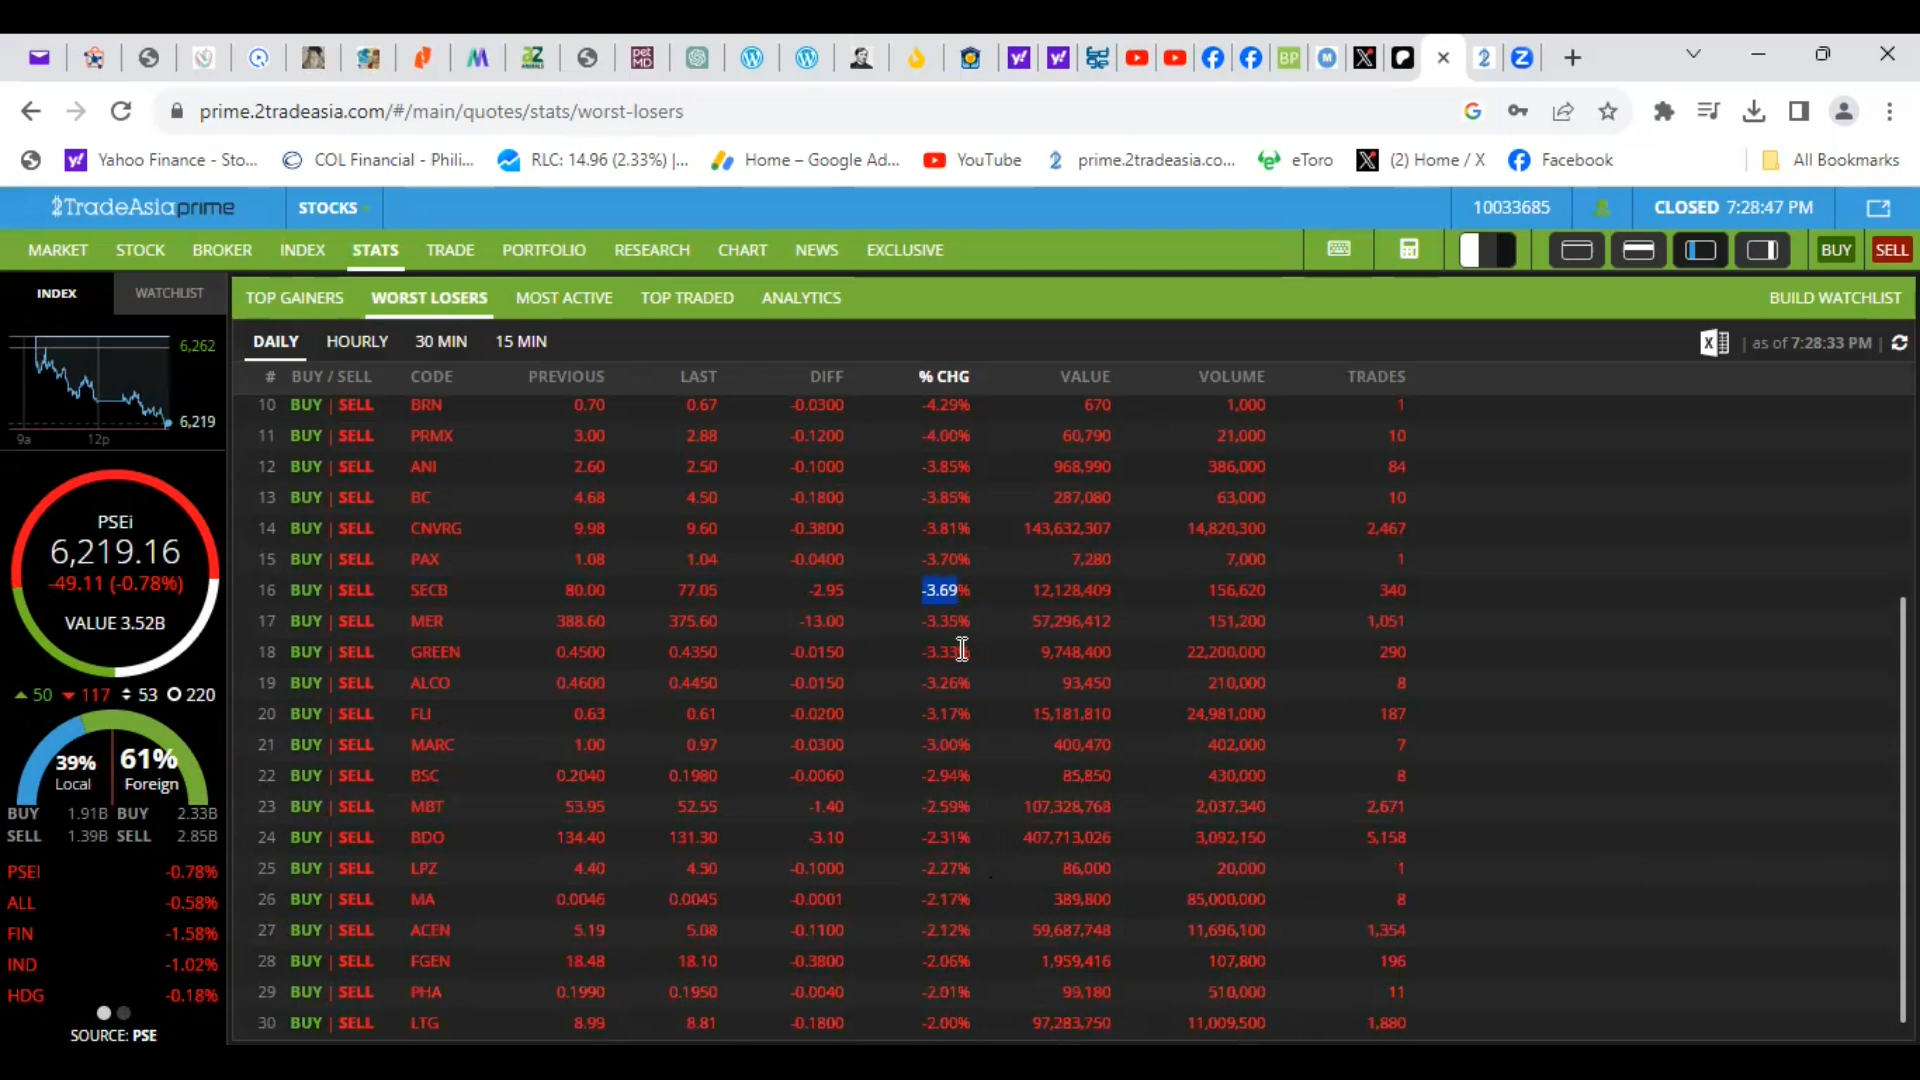 prime.2tradeasia.com/#/main/quotes/stats/worst-losers
Yahoo Finance - Sto... COL Financial - Phili... RLC: 14.96 (2.33%) |... Home – Google Ad... YouTube prime.2tradeasia.co... eToro (2) Home / X Facebook All Bookmarks
2TradeAsia prime STOCKS 10033685 CLOSED 7:28:47 PM
MARKET STOCK BROKER INDEX STATS TRADE PORTFOLIO RESEARCH CHART NEWS EXCLUSIVE BUY SELL
INDEX WATCHLIST
TOP GAINERS WORST LOSERS MOST ACTIVE TOP TRADED ANALYTICS BUILD WATCHLIST
DAILY HOURLY 30 MIN 15 MIN | as of 7:28:33 PM |
# BUY / SELL CODE PREVIOUS LAST DIFF % CHG VALUE VOLUME TRADES
10 BUY | SELL BRN 0.70 0.67 -0.0300 -4.29% 670 1,000 1
11 BUY | SELL PRMX 3.00 2.88 -0.1200 -4.00% 60,790 21,000 10
12 BUY | SELL ANI 2.60 2.50 -0.1000 -3.85% 968,990 386,000 84
13 BUY | SELL BC 4.68 4.50 -0.1800 -3.85% 287,080 63,000 10
14 BUY | SELL CNVRG 9.98 9.60 -0.3800 -3.81% 143,632,307 14,820,300 2,467
15 BUY | SELL PAX 1.08 1.04 -0.0400 -3.70% 7,280 7,000 1
16 BUY | SELL SECB 80.00 77.05 -2.95 -3.69% 12,128,409 156,620 340
17 BUY | SELL MER 388.60 375.60 -13.00 -3.35% 57,296,412 151,200 1,051
18 BUY | SELL GREEN 0.4500 0.4350 -0.0150 -3.33% 9,748,400 22,200,000 290
19 BUY | SELL ALCO 0.4600 0.4450 -0.0150 -3.26% 93,450 210,000 8
20 BUY | SELL FLI 0.63 0.61 -0.0200 -3.17% 15,181,810 24,981,000 187
21 BUY | SELL MARC 1.00 0.97 -0.0300 -3.00% 400,470 402,000 7
22 BUY | SELL BSC 0.2040 0.1980 -0.0060 -2.94% 85,850 430,000 8
23 BUY | SELL MBT 53.95 52.55 -1.40 -2.59% 107,328,768 2,037,340 2,671
24 BUY | SELL BDO 134.40 131.30 -3.10 -2.31% 407,713,026 3,092,150 5,158
25 BUY | SELL LPZ 4.40 4.30 -0.1000 -2.27% 86,000 20,000 1
26 BUY | SELL MA 0.0046 0.0045 -0.0001 -2.17% 389,800 85,000,000 8
27 BUY | SELL ACEN 5.19 5.08 -0.1100 -2.12% 59,687,748 11,696,100 1,354
28 BUY | SELL FGEN 18.48 18.10 -0.3800 -2.06% 1,959,416 107,800 196
29 BUY | SELL PHA 0.1990 0.1950 -0.0040 -2.01% 99,180 510,000 11
30 BUY | SELL LTG 8.99 8.81 -0.1800 -2.00% 97,283,750 11,009,500 1,880
6,262
6,219
9a 12p
PSEi
6,219.16
-49.11 (-0.78%)
VALUE 3.52B
50 117 53 220
39% 61%
Local Foreign
BUY 1.91B BUY 2.33B
SELL 1.39B SELL 2.85B
PSEI -0.78%
ALL -0.58%
FIN -1.58%
IND -1.02%
HDG -0.18%
SOURCE: PSE